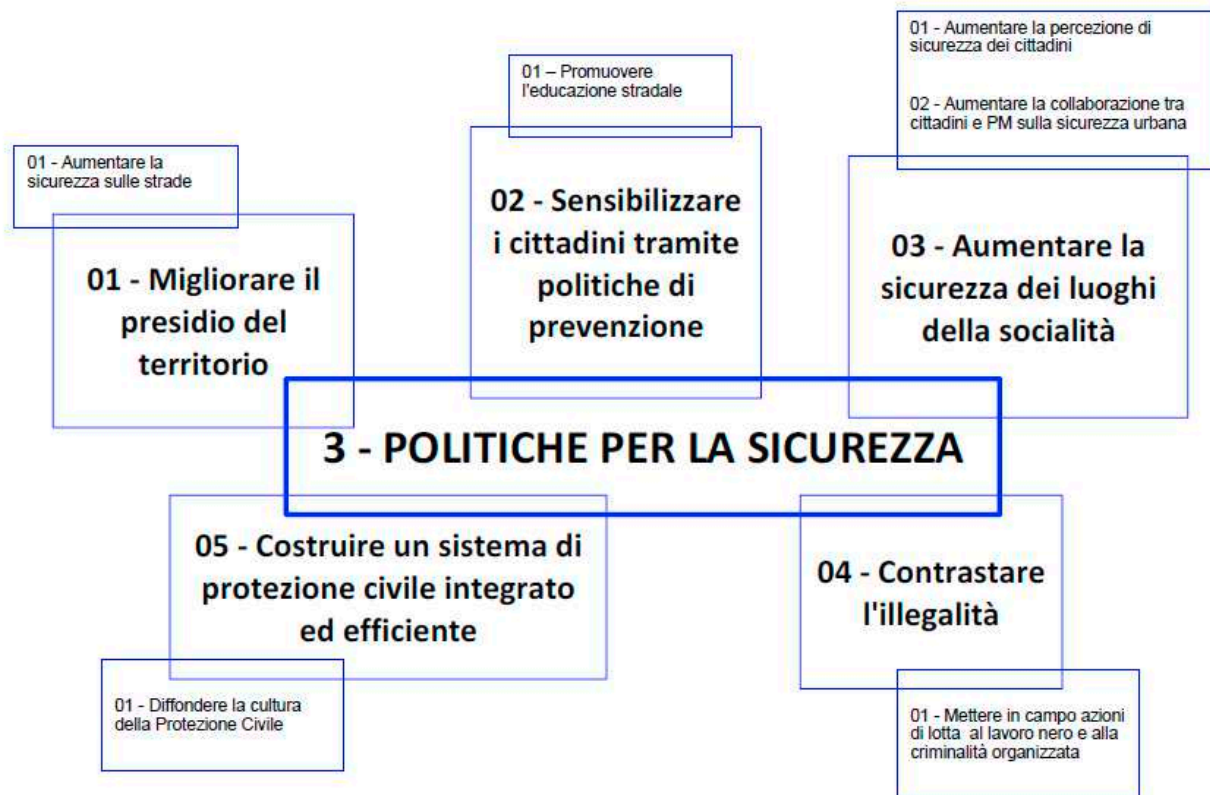 01 - Aumentare la
sicurezza sulle strade
01 - Migliorare il
presidio del
territorio
01 – Promuovere
l'educazione stradale
02 - Sensibilizzare
i cittadini tramite
politiche di
prevenzione
01 - Aumentare la percezione di
sicurezza dei cittadini
02 - Aumentare la collaborazione tra
cittadini e PM sulla sicurezza urbana
03 - Aumentare la
sicurezza dei luoghi
della socialità
3 - POLITICHE PER LA SICUREZZA
05 - Costruire un sistema di
protezione civile integrato
ed efficiente
01 - Diffondere la cultura
della Protezione Civile
04 - Contrastare
l'illegalità
01 - Mettere in campo azioni
di lotta al lavoro nero e alla
criminalità organizzata